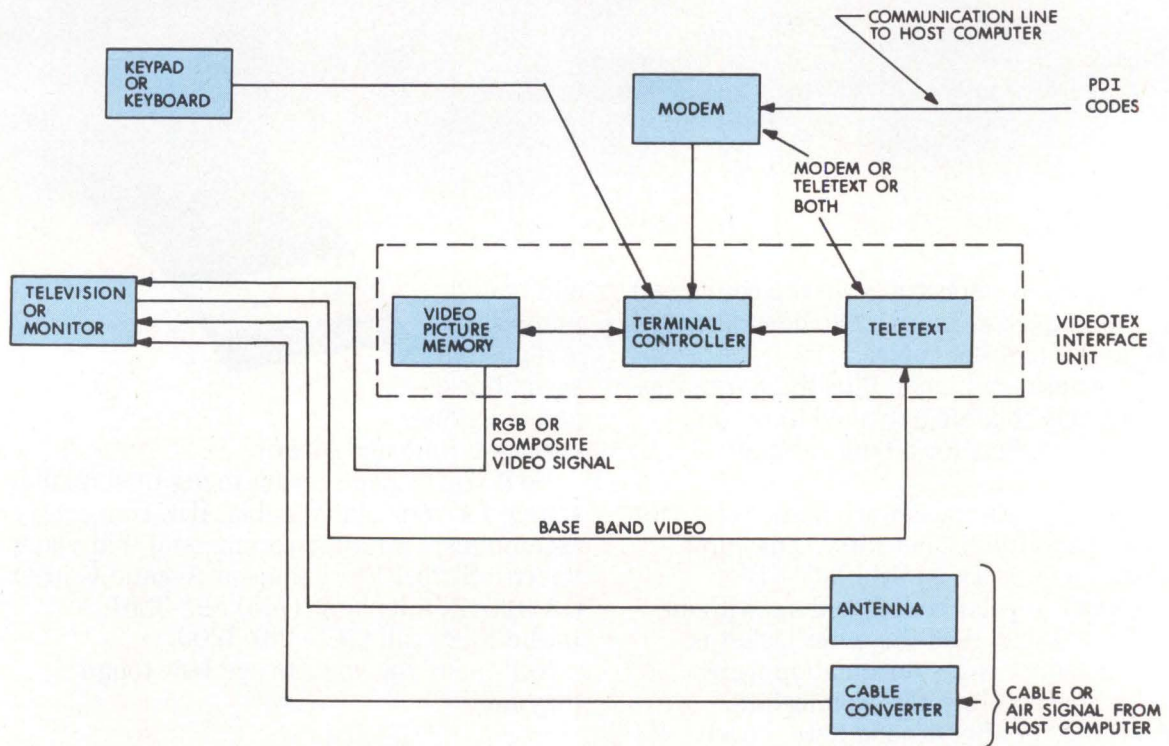 COMMUNICATION LINE
TO HOST COMPUTER
KEYPAD
OR
KEYBOARD
MODEM
PDI
CODES
MODEM OR
TELETEXT OR
BOTH
TELEVISION
OR
MONITOR
VIDEO
PICTURE
MEMORY
TERMINAL
CONTROLLER
TELETEXT
VIDEOTEX
INTERFACE
UNIT
RGB OR
COMPOSITE
VIDEO SIGNAL
BASE BAND VIDEO
ANTENNA
CABLE
CONVERTER
CABLE OR
AIR SIGNAL FROM
HOST COMPUTER